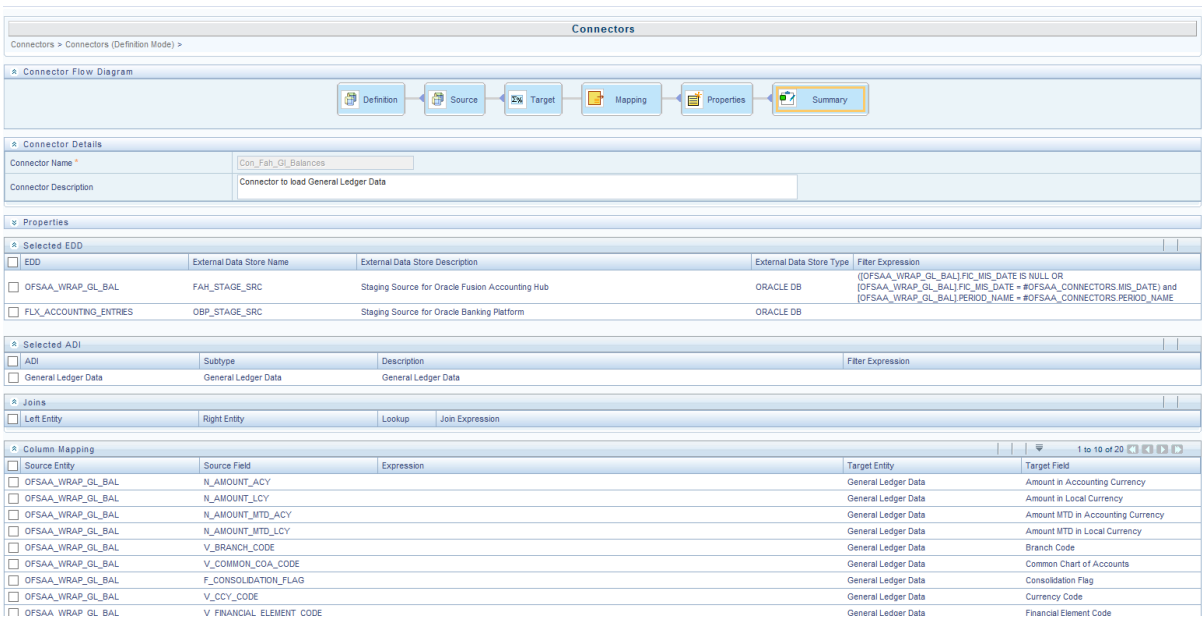 Connectors
Connectors > Connectors (Definition Mode) >
Connector Flow Diagram
Definition Source Target Mapping Properties Summary
Connector Details
Connector Name * Con_Fah_Gl_Balances
Connector Description Connector to load General Ledger Data
Properties
Selected EDD
EDD External Data Store Name External Data Store Description External Data Store Type Filter Expression
OFSAA_WRAP_GL_BAL FAH_STAGE_SRC Staging Source for Oracle Fusion Accounting Hub ORACLE DB ([OFSAA_WRAP_GL_BAL].FIC_MIS_DATE IS NULL OR
[OFSAA_WRAP_GL_BAL].FIC_MIS_DATE = #OFSAA_CONNECTORS.MIS_DATE) and
[OFSAA_WRAP_GL_BAL].PERIOD_NAME = #OFSAA_CONNECTORS.PERIOD_NAME
FLX_ACCOUNTING_ENTRIES OBP_STAGE_SRC Staging Source for Oracle Banking Platform ORACLE DB
Selected ADI
ADI Subtype Description Filter Expression
General Ledger Data General Ledger Data General Ledger Data
Joins
Left Entity Right Entity Lookup Join Expression
Column Mapping 1 to 10 of 20
Source Entity Source Field Expression Target Entity Target Field
OFSAA_WRAP_GL_BAL N_AMOUNT_ACY General Ledger Data Amount in Accounting Currency
OFSAA_WRAP_GL_BAL N_AMOUNT_LCY General Ledger Data Amount in Local Currency
OFSAA_WRAP_GL_BAL N_AMOUNT_MTD_ACY General Ledger Data Amount MTD in Accounting Currency
OFSAA_WRAP_GL_BAL N_AMOUNT_MTD_LCY General Ledger Data Amount MTD in Local Currency
OFSAA_WRAP_GL_BAL V_BRANCH_CODE General Ledger Data Branch Code
OFSAA_WRAP_GL_BAL V_COMMON_COA_CODE General Ledger Data Common Chart of Accounts
OFSAA_WRAP_GL_BAL F_CONSOLIDATION_FLAG General Ledger Data Consolidation Flag
OFSAA_WRAP_GL_BAL V_CCY_CODE General Ledger Data Currency Code
OFSAA_WRAP_GL_BAL V_FINANCIAL_ELEMENT_CODE General Ledger Data Financial Element Code